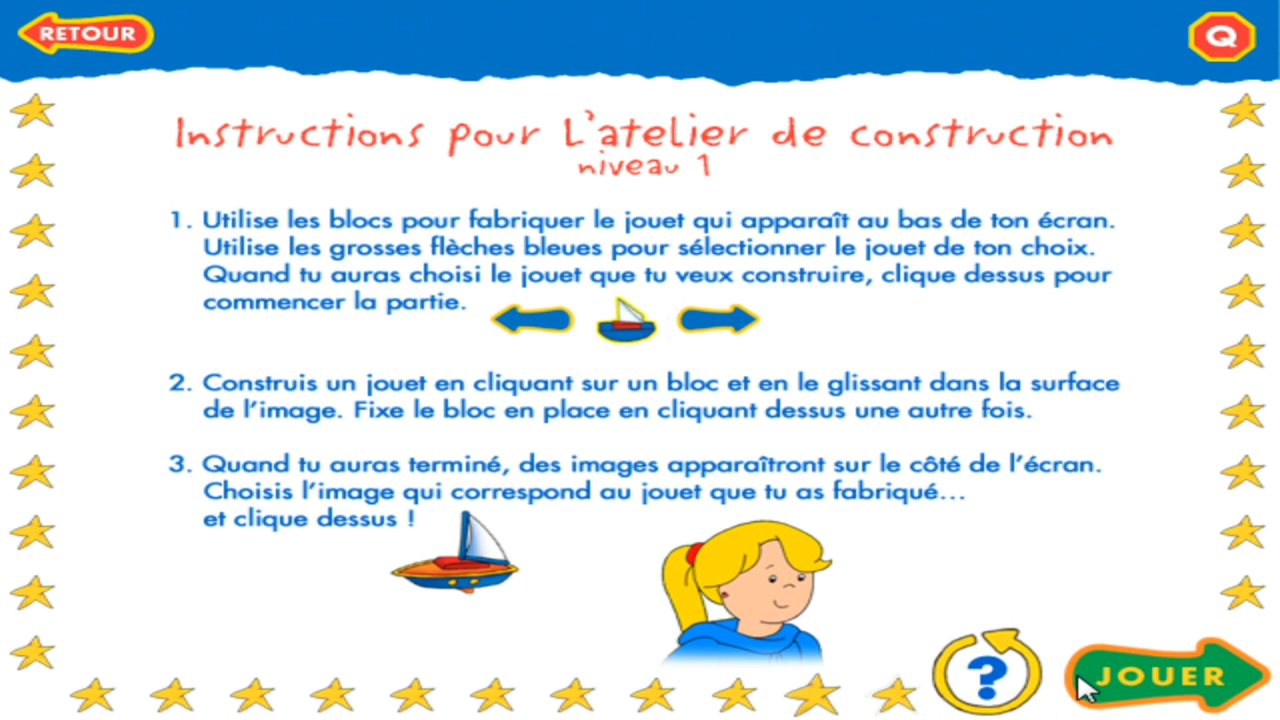 RETOUR
Q
Instructions pour L'atelier de construction
niveau 1
1. Utilise les blocs pour fabriquer le jouet qui apparaît au bas de ton écran.
Utilise les grosses flèches bleues pour sélectionner le jouet de ton choix.
Quand tu auras choisi le jouet que tu veux construire, clique dessus pour
commencer la partie.
2. Construis un jouet en cliquant sur un bloc et en le glissant dans la surface
de l'image. Fixe le bloc en place en cliquant dessus une autre fois.
3. Quand tu auras terminé, des images apparaîtront sur le côté de l'écran.
Choisis l'image qui correspond au jouet que tu as fabriqué...
et clique dessus !
?
JOUER